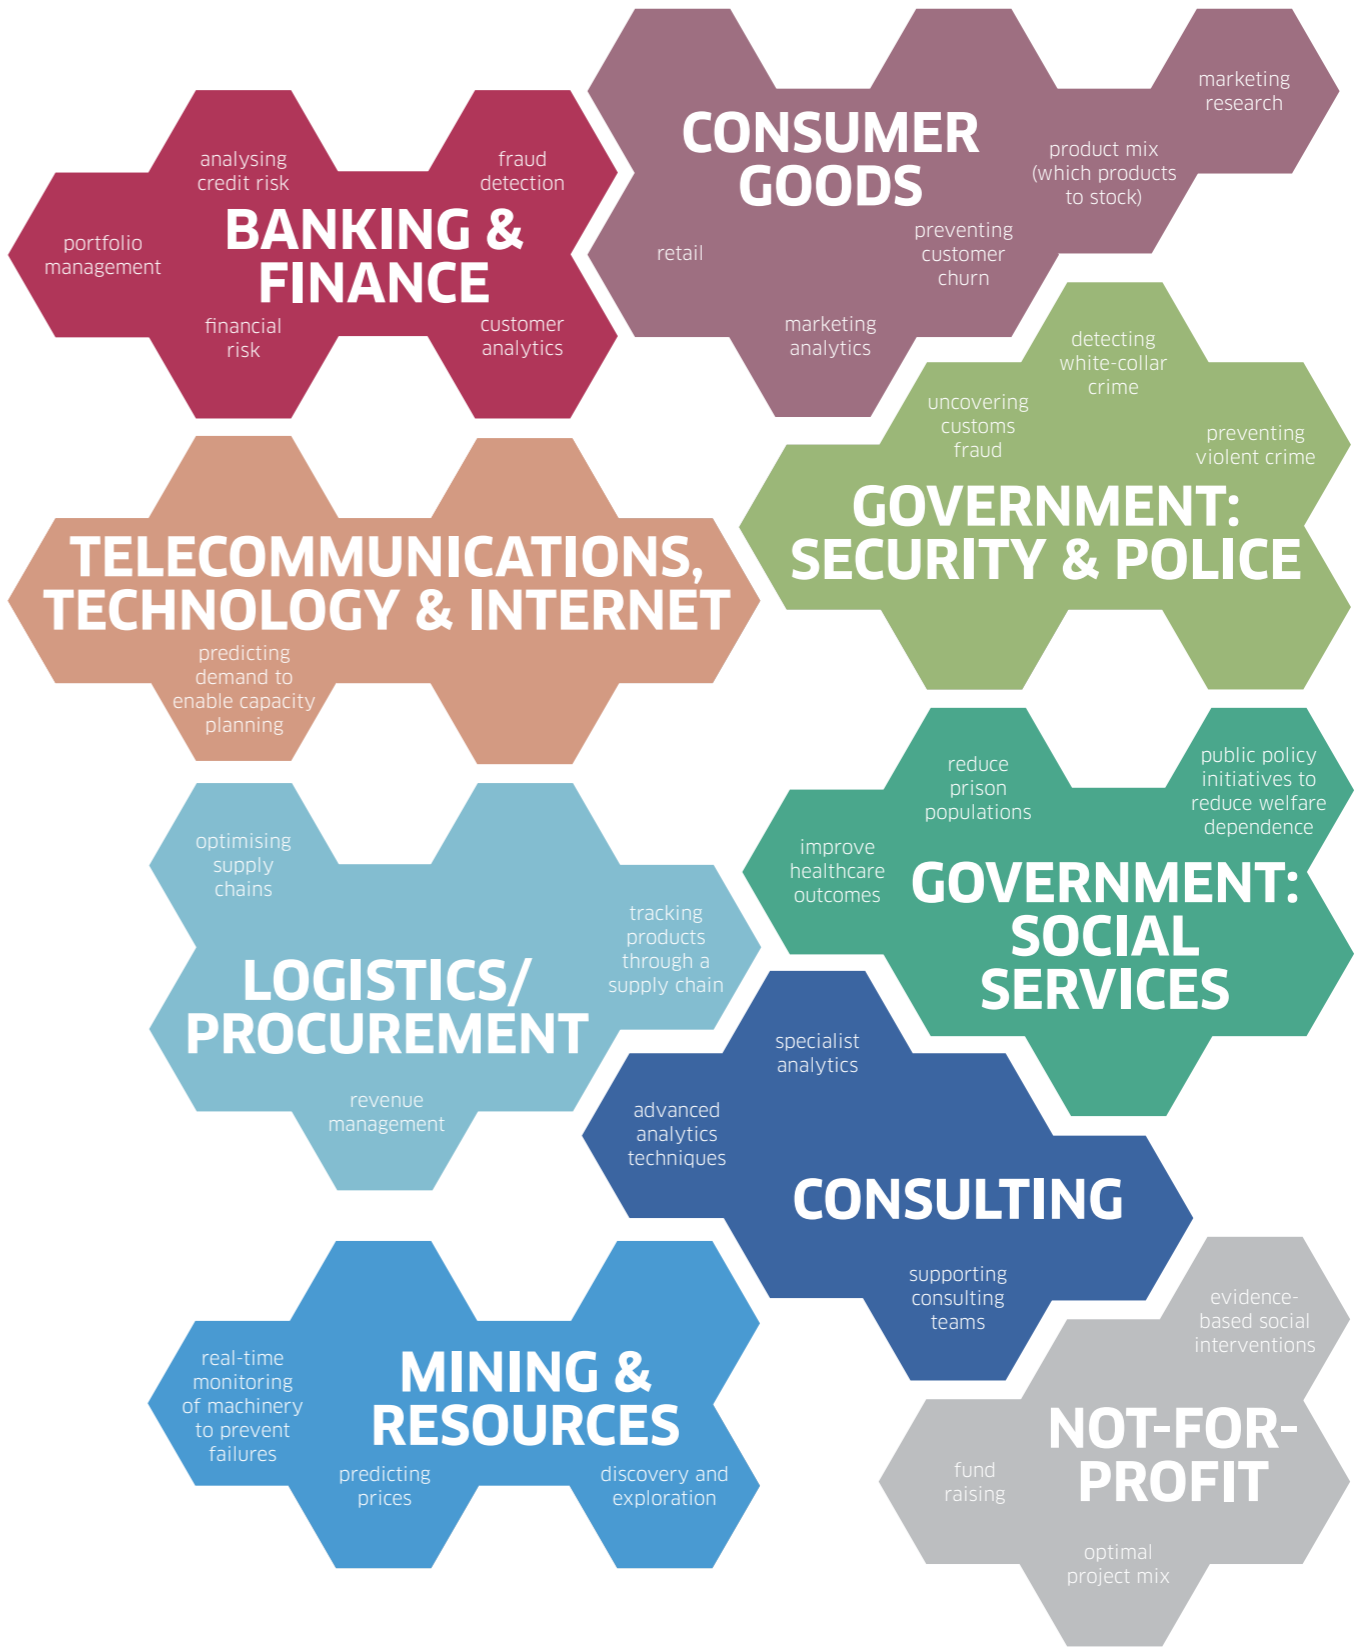 analysing
credit risk
fraud
detection
portfolio
management
BANKING &
FINANCE
financial
risk
customer
analytics
CONSUMER
GOODS
marketing
research
product mix
(which products
to stock)
retail
preventing
customer
churn
marketing
analytics
TELECOMMUNICATIONS,
TECHNOLOGY & INTERNET
predicting
demand to
enable capacity
planning
detecting
white-collar
crime
uncovering
customs
fraud
preventing
violent crime
GOVERNMENT:
SECURITY & POLICE
optimising
supply
chains
tracking
products
through a
supply chain
LOGISTICS/
PROCUREMENT
revenue
management
reduce
prison
populations
public policy
initiatives to
reduce welfare
dependence
improve
healthcare
outcomes
GOVERNMENT:
SOCIAL
SERVICES
specialist
analytics
advanced
analytics
techniques
CONSULTING
supporting
consulting
teams
real-time
monitoring
of machinery
to prevent
failures
MINING &
RESOURCES
predicting
prices
discovery and
exploration
evidence-
based social
interventions
NOT-FOR-
PROFIT
fund
raising
optimal
project mix